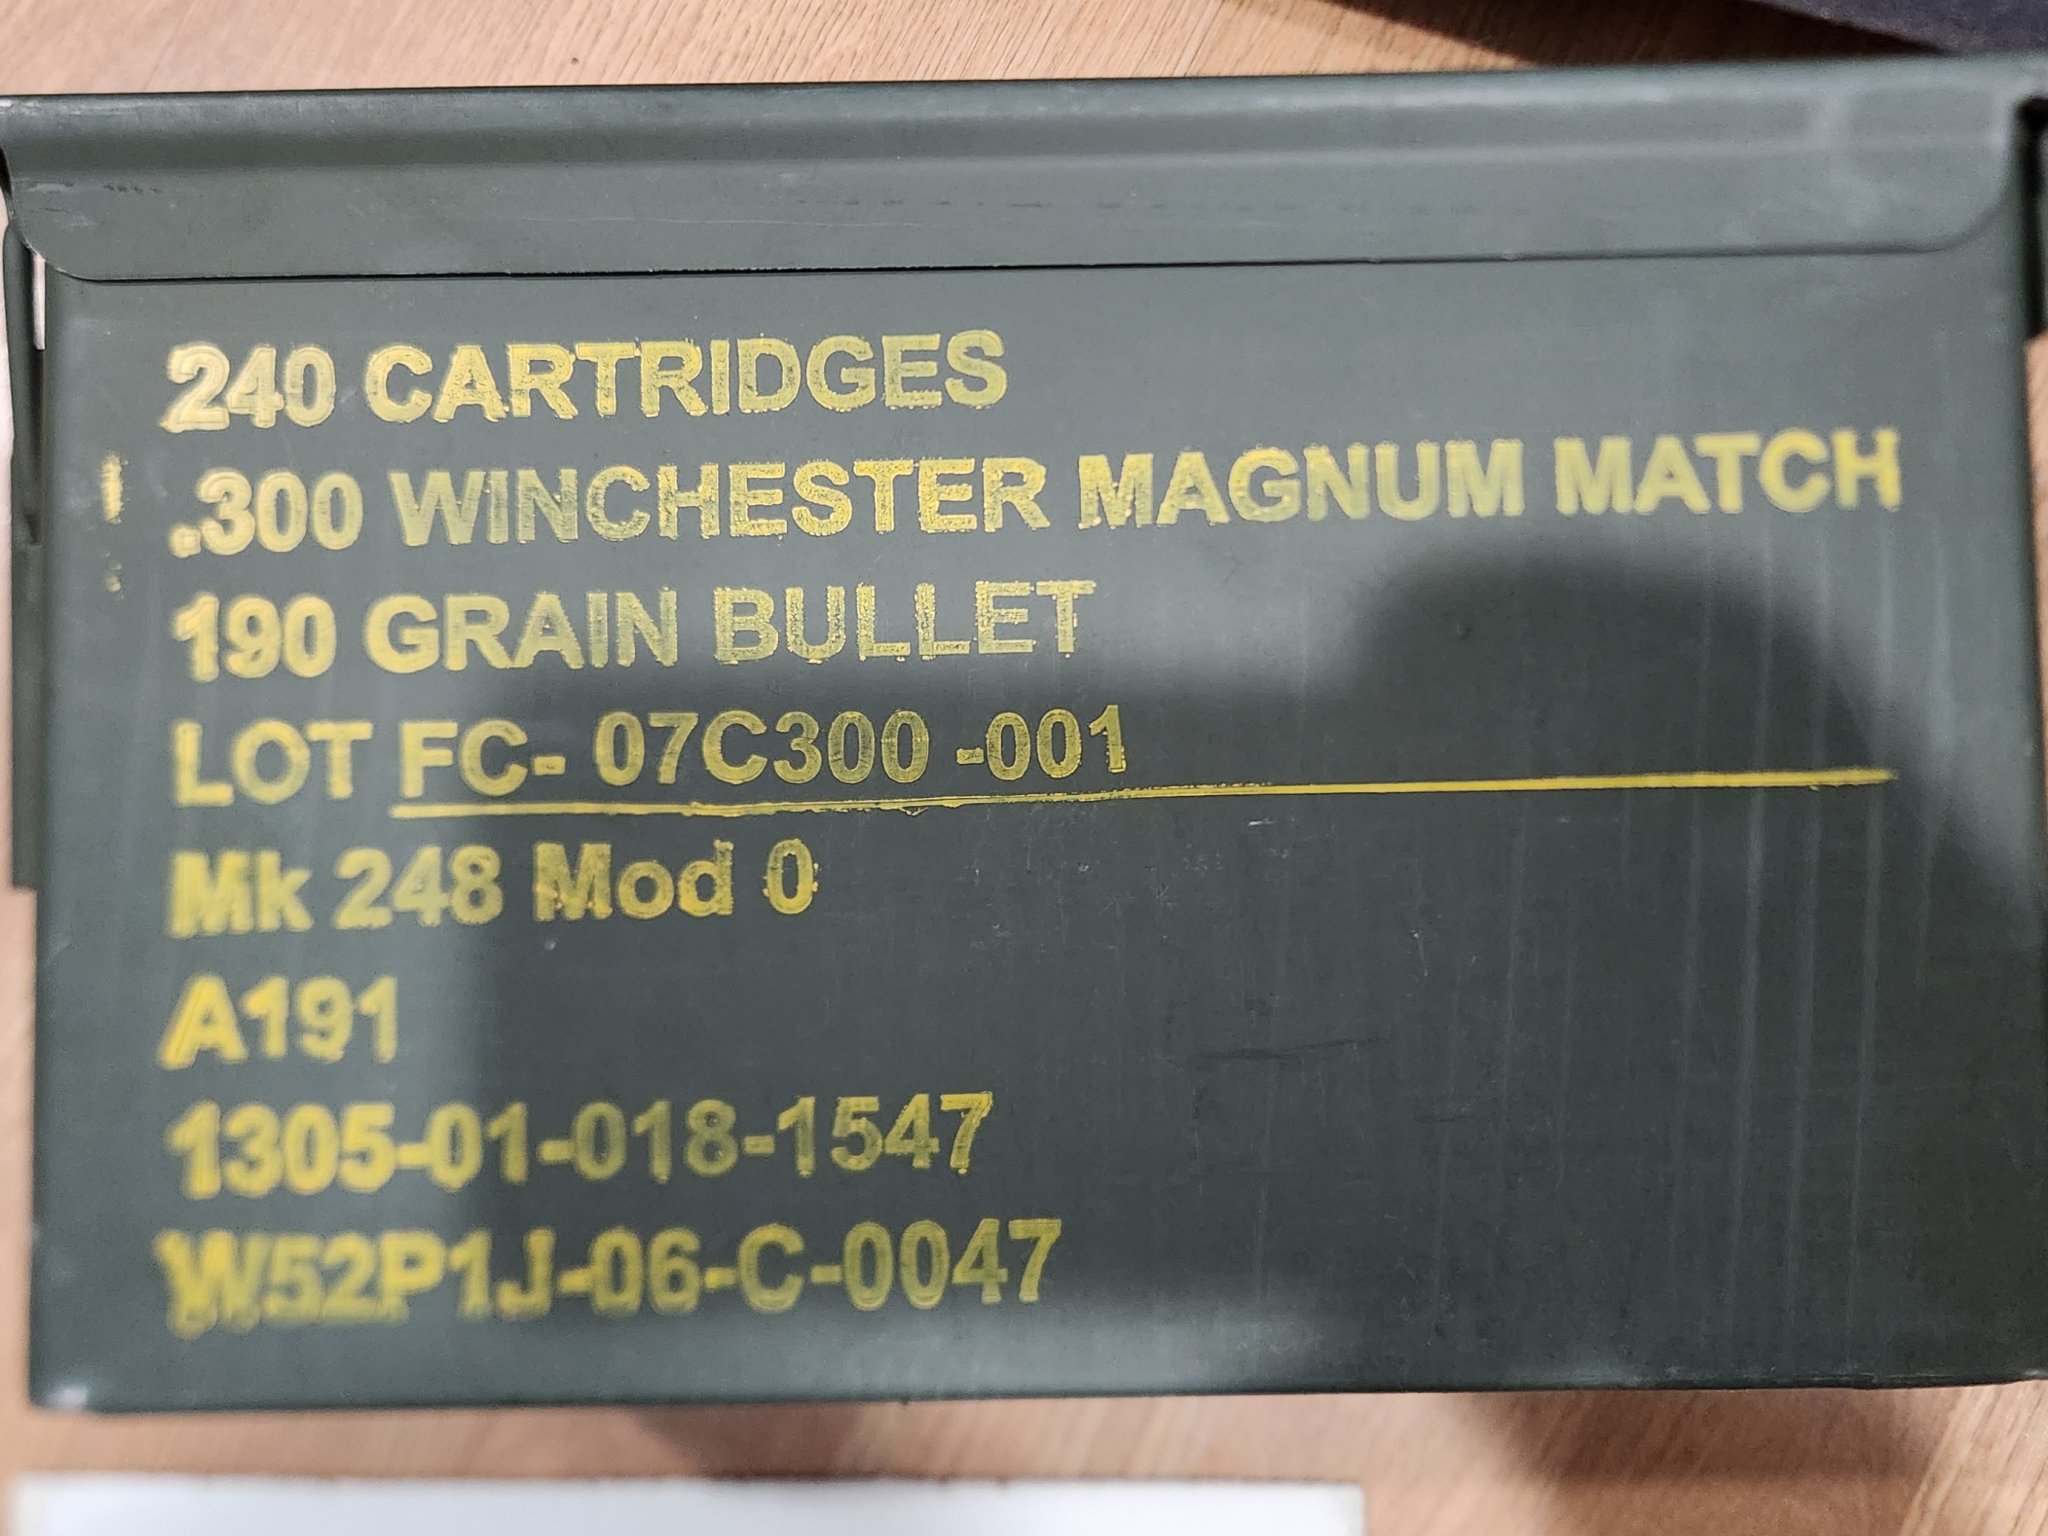 240 CARTRIDGES
.300 WINCHESTER MAGNUM MATCH
190 GRAIN BULLET
LOT FC- 07C300 -001
Mk 248 Mod 0
A191
1305-01-018-1547
W52P1J-06-C-0047